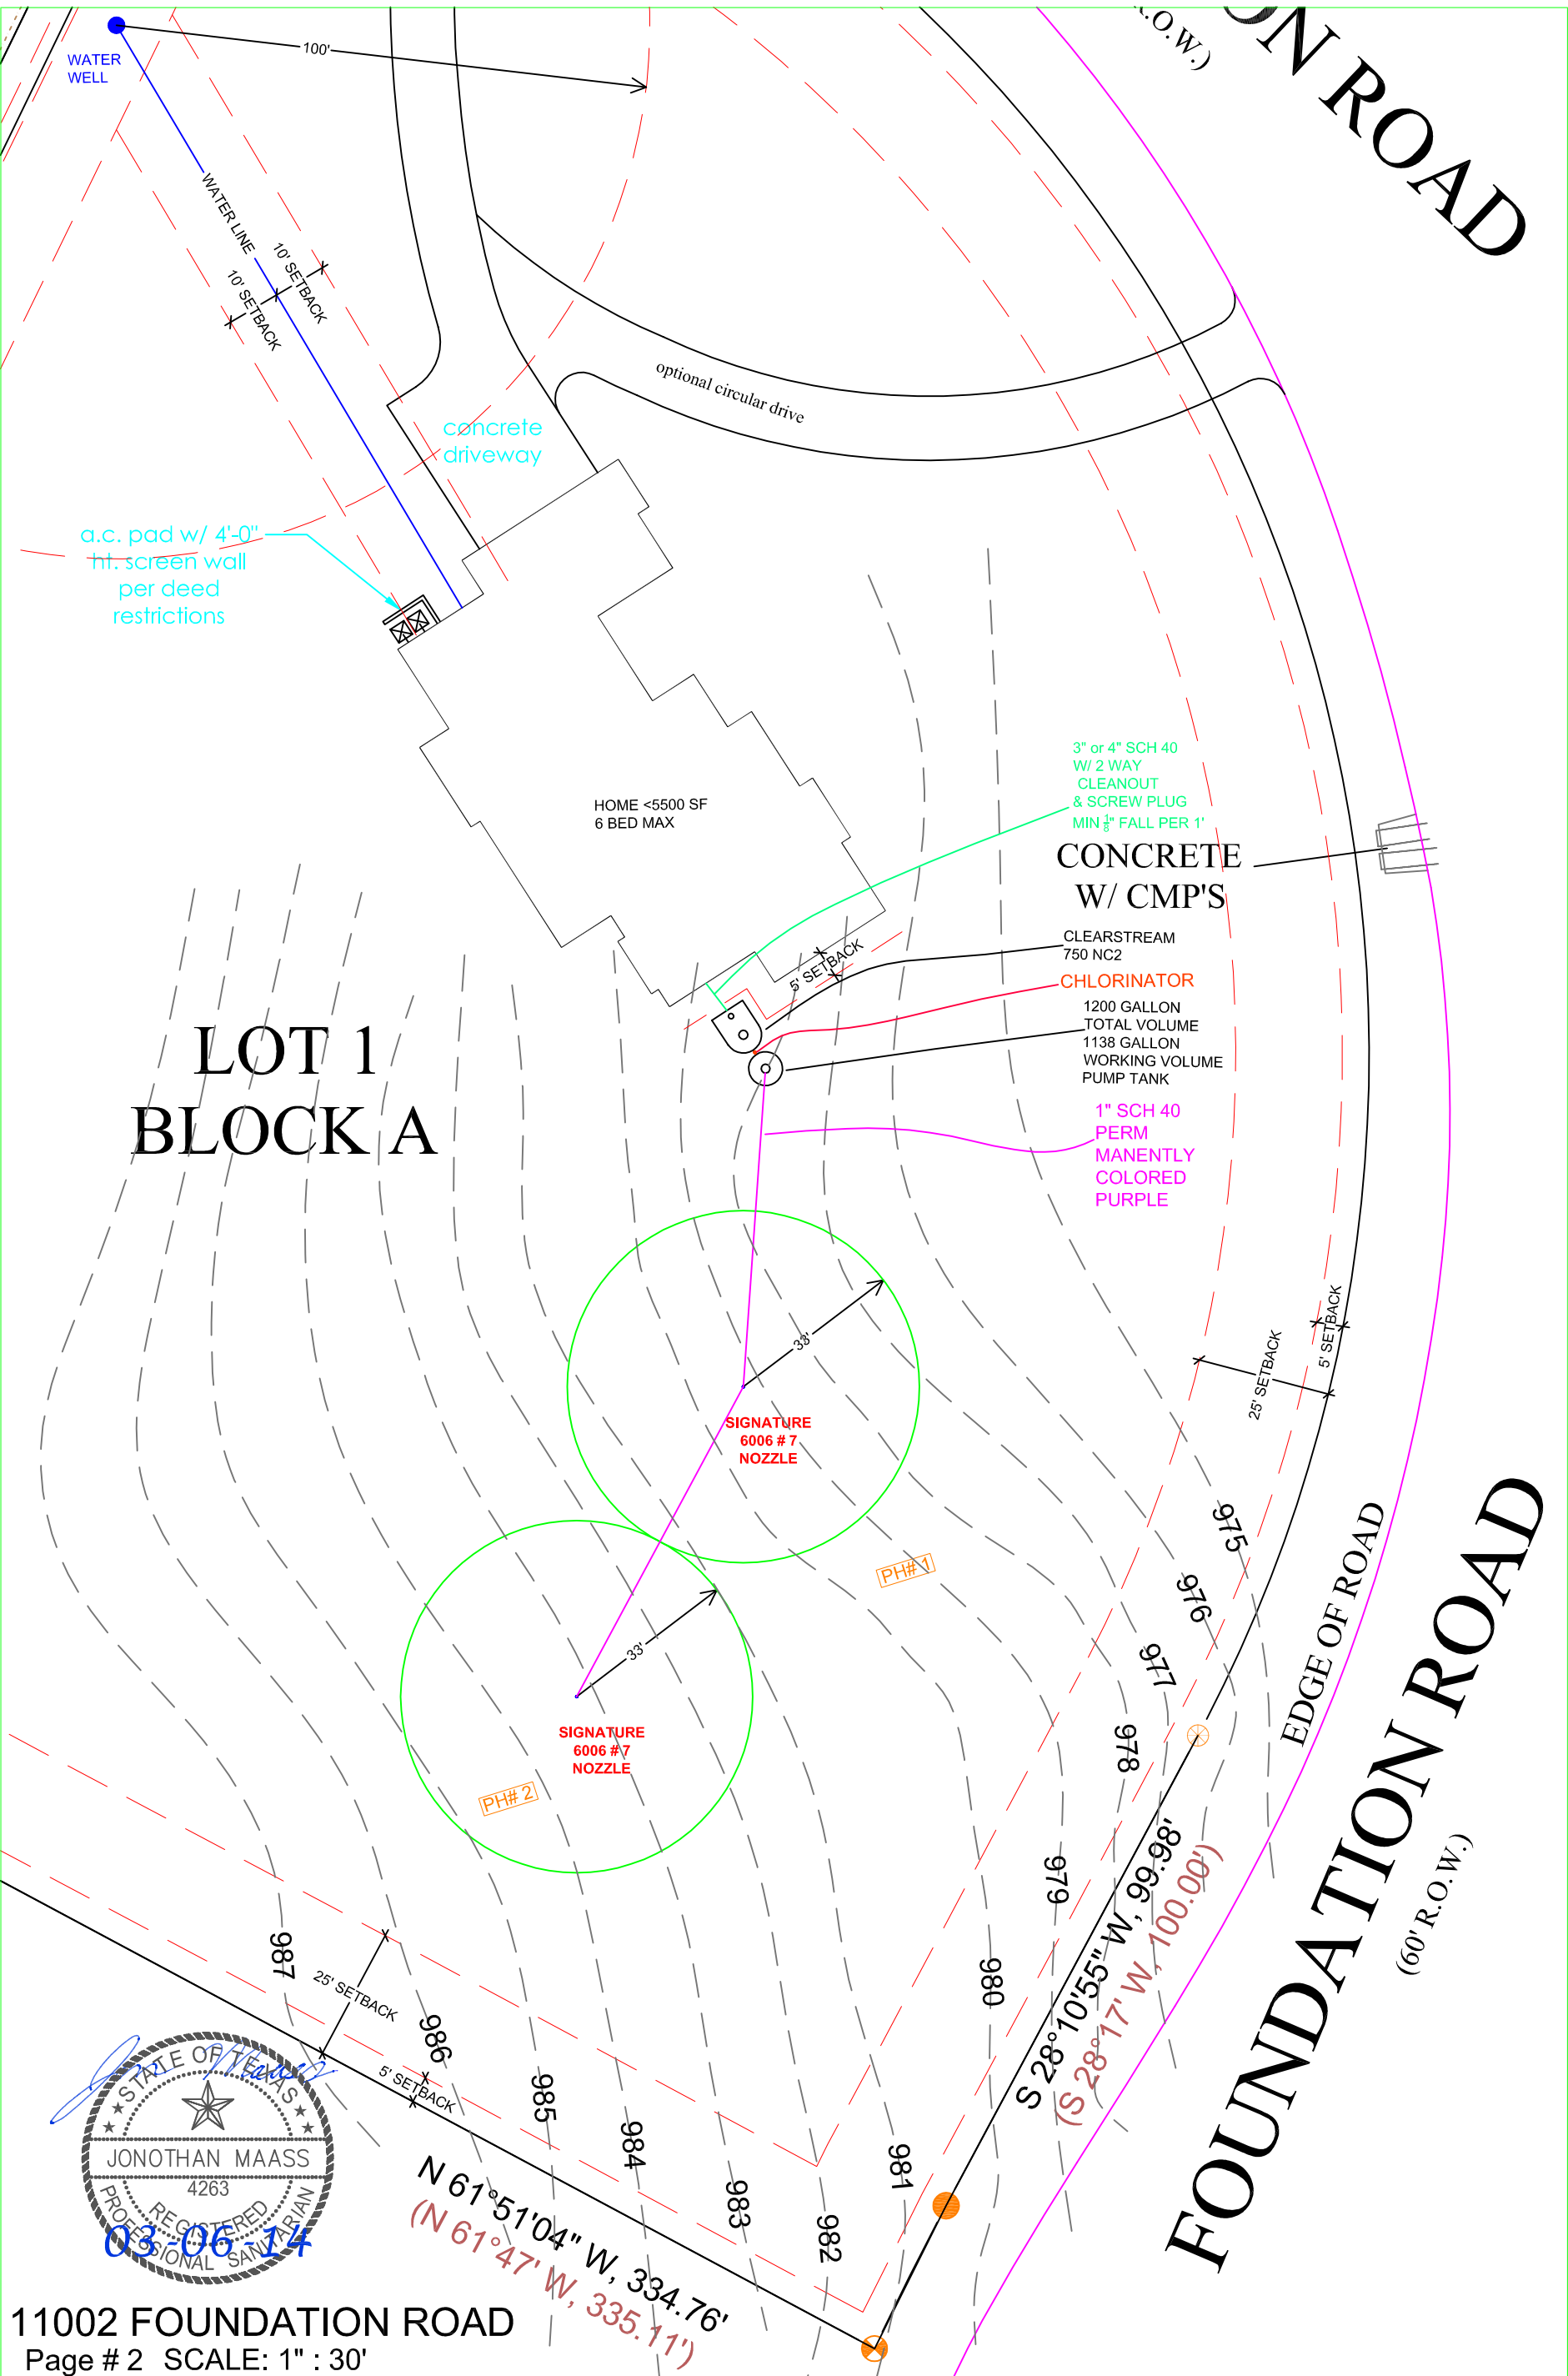 ON ROAD
R.O.W.)
WATER
WELL
100'
WATER LINE
10' SETBACK
10' SETBACK
optional circular drive
concrete
driveway
a.c. pad w/ 4'-0"
ht. screen wall
per deed
restrictions
3" or 4" SCH 40
W/ 2 WAY
CLEANOUT
& SCREW PLUG
MIN 1/8" FALL PER 1'
HOME <5500 SF
6 BED MAX
CONCRETE
W/ CMP'S
CLEARSTREAM
750 NC2
5' SETBACK
CHLORINATOR
1200 GALLON
TOTAL VOLUME
1138 GALLON
WORKING VOLUME
PUMP TANK
LOT 1
BLOCK A
1" SCH 40
PERM
MANENTLY
COLORED
PURPLE
33'
5' SETBACK
25' SETBACK
SIGNATURE
6006 # 7
NOZZLE
PH# 1
975
976
977
978
979
980
981
982
983
984
985
986
987
EDGE OF ROAD
33'
SIGNATURE
6006 # 7
NOZZLE
PH# 2
FOUNDATION ROAD
(60' R.O.W.)
S 28°10'55" W, 99.98'
(S 28°17' W, 100.00')
25' SETBACK
5' SETBACK
N 61°51'04" W, 334.76'
(N 61°47' W, 335.11')
STATE OF TEXAS
JONOTHAN MAASS
4263
REGISTERED
PROFESSIONAL SANITARIAN
03-06-14
11002 FOUNDATION ROAD
Page # 2 SCALE: 1" : 30'